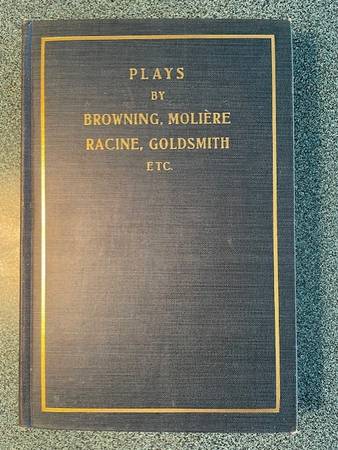 PLAYS
BY
BROWNING, MOLIÈRE
RACINE, GOLDSMITH
ETC.